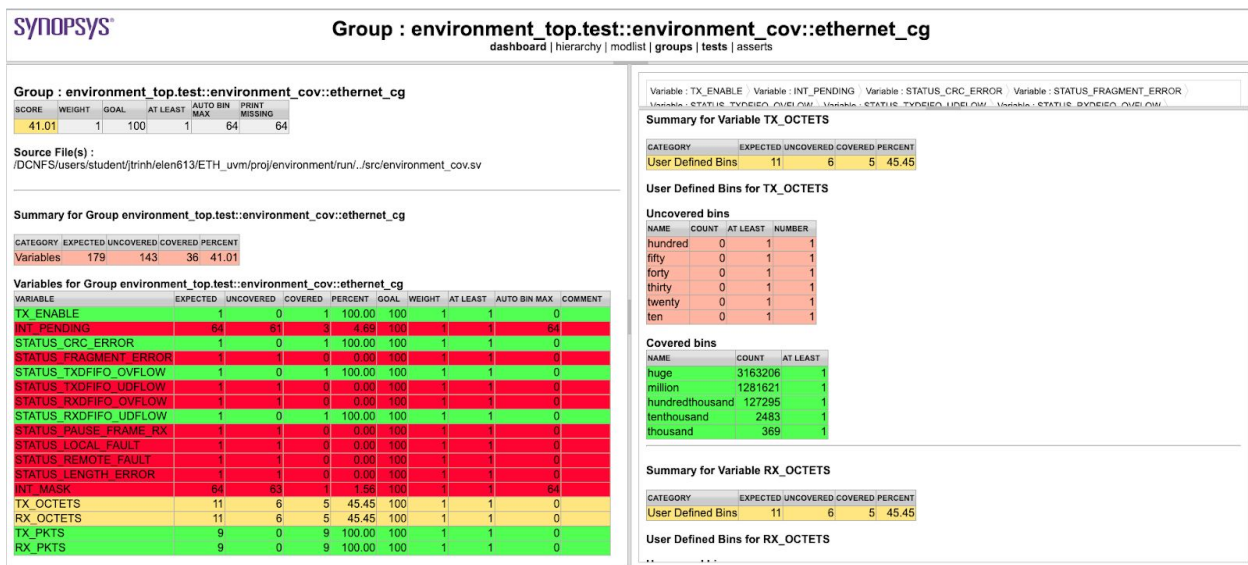 SYNOPSYS®
Group : environment_top.test::environment_cov::ethernet_cg
dashboard | hierarchy | modlist | groups | tests | asserts
Group : environment_top.test::environment_cov::ethernet_cg
SCORE WEIGHT GOAL AT LEAST AUTO BIN MAX PRINT MISSING
41.01 1 100 1 64 64
Source File(s) :
/DCNFS/users/student/jtrinh/elen613/ETH_uvm/proj/environment/run/../src/environment_cov.sv
Summary for Group environment_top.test::environment_cov::ethernet_cg
CATEGORY EXPECTED UNCOVERED COVERED PERCENT
Variables 179 143 36 41.01
Variables for Group environment_top.test::environment_cov::ethernet_cg
VARIABLE EXPECTED UNCOVERED COVERED PERCENT GOAL WEIGHT AT LEAST AUTO BIN MAX COMMENT
TX_ENABLE 1 0 1 100.00 100 1 1 0
INT_PENDING 64 61 3 4.69 100 1 1 64
STATUS_CRC_ERROR 1 0 1 100.00 100 1 1 0
STATUS_FRAGMENT_ERROR 1 1 0 0.00 100 1 1 0
STATUS_TXDFIFO_OVFLOW 1 0 1 100.00 100 1 1 0
STATUS_TXDFIFO_UDFLOW 1 1 0 0.00 100 1 1 0
STATUS_RXDFIFO_OVFLOW 1 1 0 0.00 100 1 1 0
STATUS_RXDFIFO_UDFLOW 1 0 1 100.00 100 1 1 0
STATUS_PAUSE_FRAME_RX 1 1 0 0.00 100 1 1 0
STATUS_LOCAL_FAULT 1 1 0 0.00 100 1 1 0
STATUS_REMOTE_FAULT 1 1 0 0.00 100 1 1 0
STATUS_LENGTH_ERROR 1 1 0 0.00 100 1 1 0
INT_MASK 64 63 1 1.56 100 1 1 64
TX_OCTETS 11 6 5 45.45 100 1 1 0
RX_OCTETS 11 6 5 45.45 100 1 1 0
TX_PKTS 9 0 9 100.00 100 1 1 0
RX_PKTS 9 0 9 100.00 100 1 1 0
Variable : TX_ENABLE Variable : INT_PENDING Variable : STATUS_CRC_ERROR Variable : STATUS_FRAGMENT_ERROR
Variable : STATUS_TXDFIFO_OVFLOW Variable : STATUS_TXDFIFO_UDFLOW Variable : STATUS_RXDFIFO_OVFLOW
Summary for Variable TX_OCTETS
CATEGORY EXPECTED UNCOVERED COVERED PERCENT
User Defined Bins 11 6 5 45.45
User Defined Bins for TX_OCTETS
Uncovered bins
NAME COUNT AT LEAST NUMBER
hundred 0 1 1
fifty 0 1 1
forty 0 1 1
thirty 0 1 1
twenty 0 1 1
ten 0 1 1
Covered bins
NAME COUNT AT LEAST
huge 3163206 1
million 1281621 1
hundredthousand 127295 1
tenthousand 2483 1
thousand 369 1
Summary for Variable RX_OCTETS
CATEGORY EXPECTED UNCOVERED COVERED PERCENT
User Defined Bins 11 6 5 45.45
User Defined Bins for RX_OCTETS